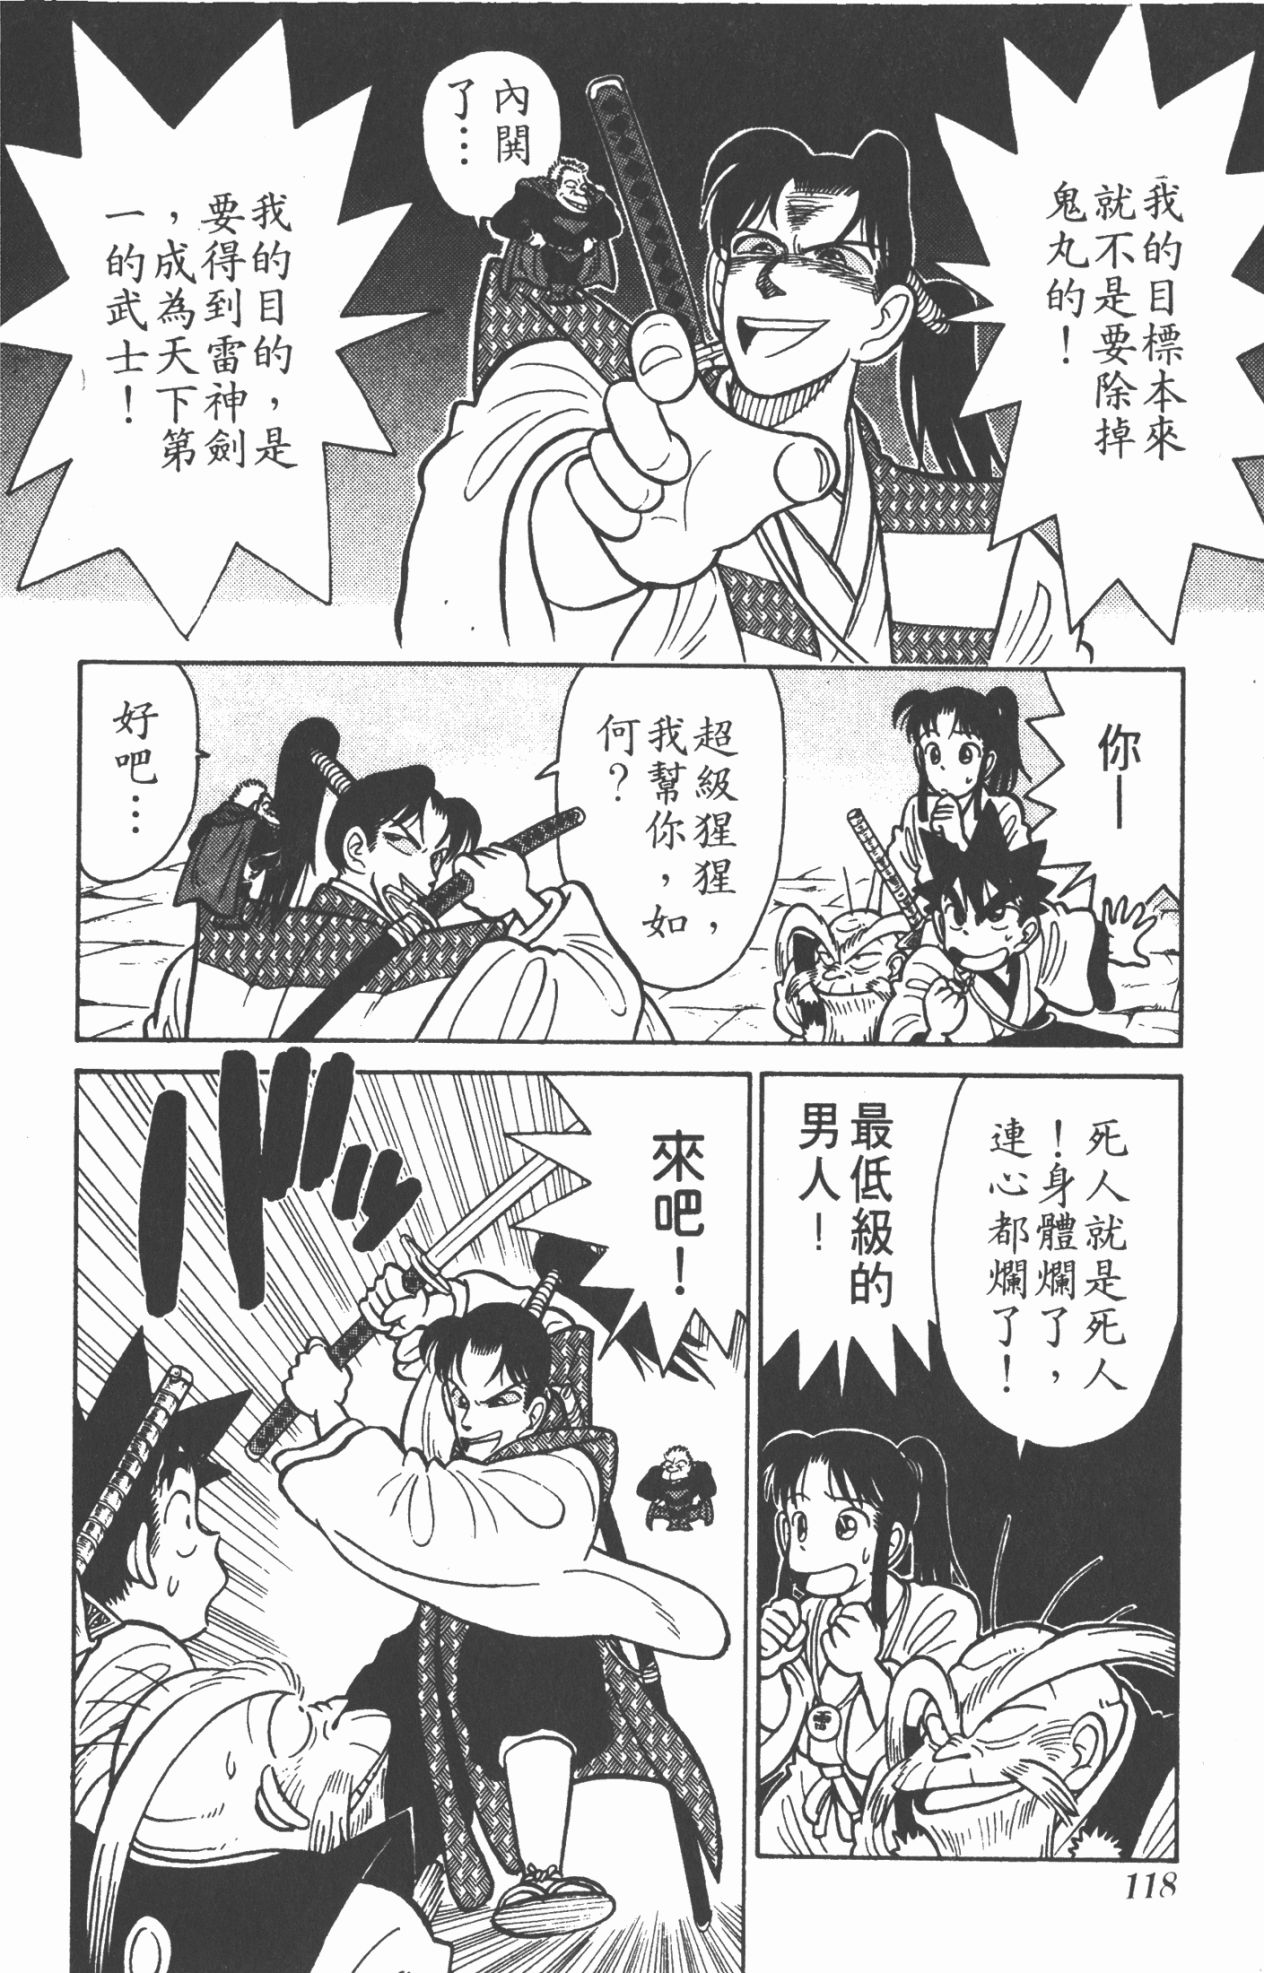 我的目標本來
就不是要除掉
鬼丸的！
內鬨
了…
我的目的，是
要得到雷神劍
，成為天下第
一的武士！
你—
超級猩猩，
我幫你，如
何？
好吧…
死人就是死人
！身體爛了，
連心都爛了！
最低級的
男人！
雷
來吧！
バッ
118